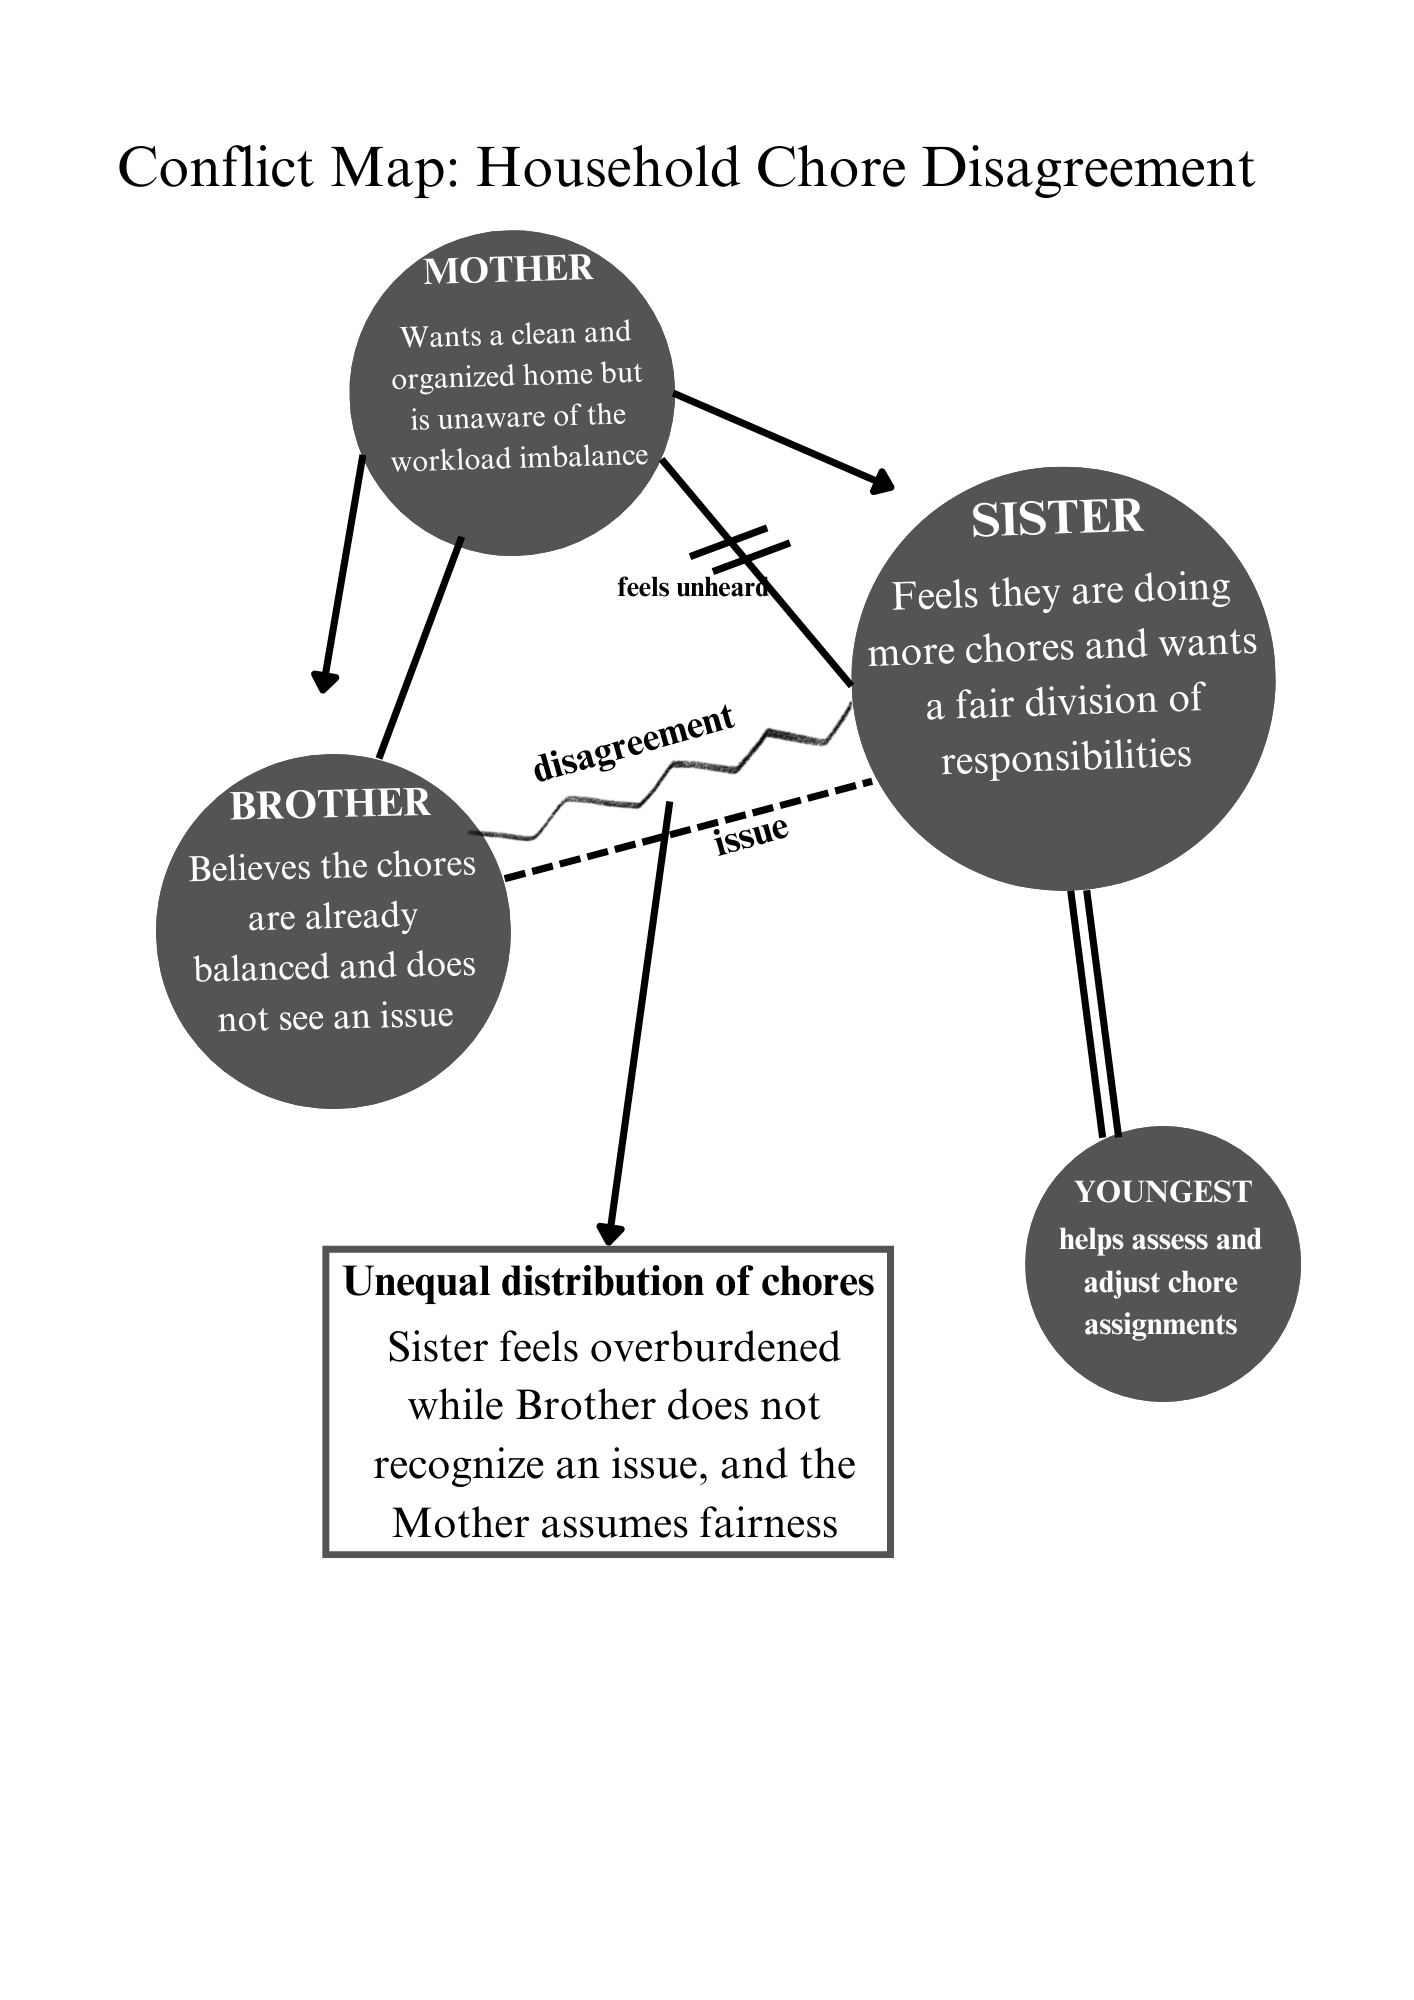 Conflict Map: Household Chore Disagreement
MOTHER
Wants a clean and
organized home but
is unaware of the
workload imbalance
SISTER
Feels they are doing
more chores and wants
a fair division of
responsibilities
feels unheard
disagreement
issue
BROTHER
Believes the chores
are already
balanced and does
not see an issue
YOUNGEST
helps assess and
adjust chore
assignments
Unequal distribution of chores
Sister feels overburdened
while Brother does not
recognize an issue, and the
Mother assumes fairness